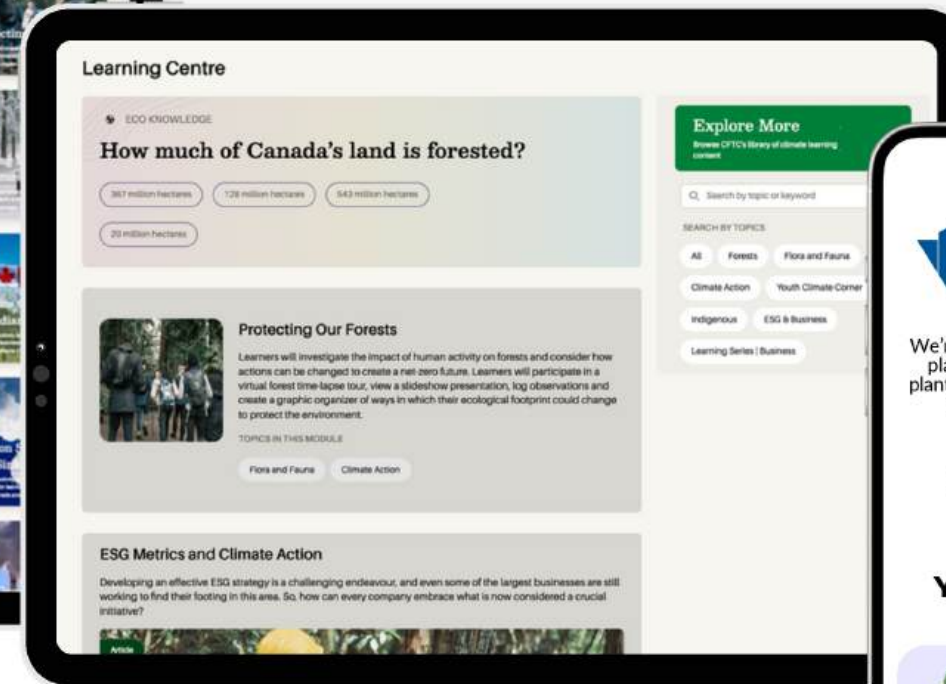 Learning Centre
ECO KNOWLEDGE
How much of Canada's land is forested?
367 million hectares
128 million hectares
543 million hectares
20 million hectares
Protecting Our Forests
Learners will investigate the impact of human activity on forests and consider how
actions can be changed to create a net-zero future. Learners will participate in a
virtual forest time-lapse tour, view a slideshow presentation, log observations and
create a graphic organizer of ways in which their ecological footprint could change
to protect the environment.
TOPICS IN THIS MODULE
Flora and Fauna
Climate Action
ESG Metrics and Climate Action
Developing an effective ESG strategy is a challenging endeavour, and even some of the largest businesses are still
working to find their footing in this area. So, how can every company embrace what is now considered a crucial
initiative?
Article
Explore More
Browse CFTC's library of climate learning
content
Search by topic or keyword
SEARCH BY TOPICS
All
Forests
Flora and Fauna
Climate Action
Youth Climate Corner
Indigenous
ESG & Business
Learning Series | Business